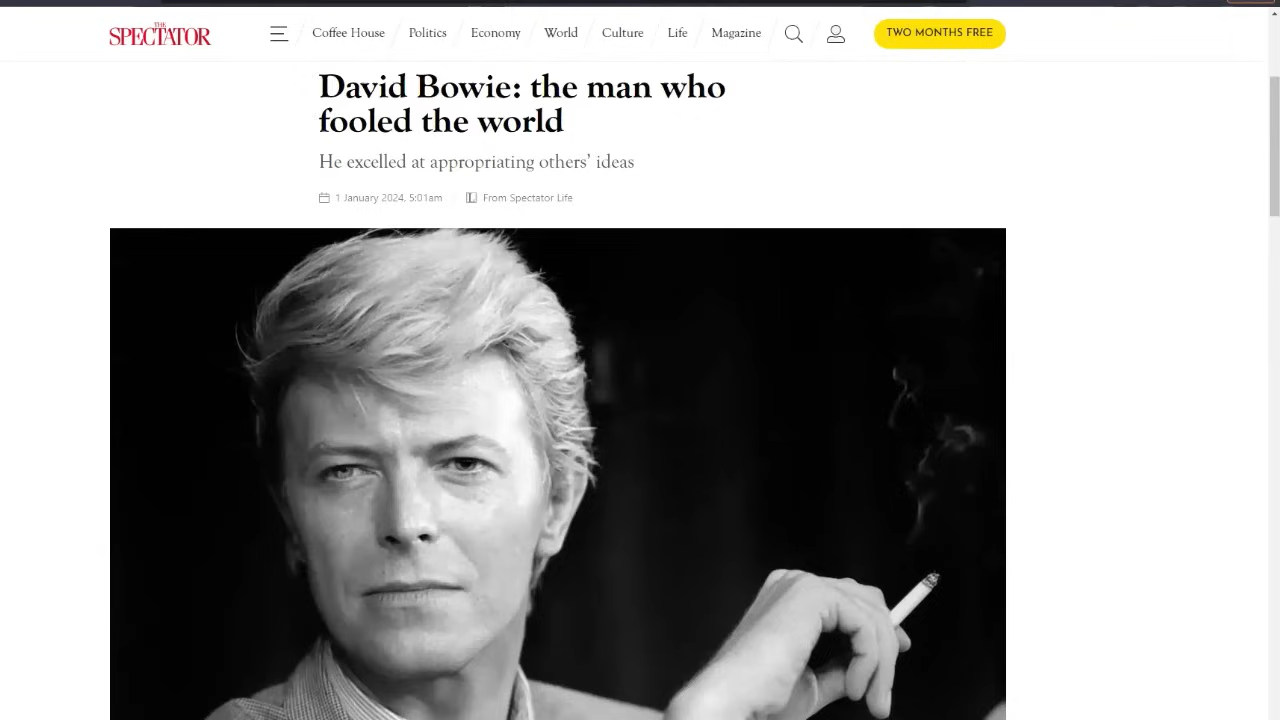 THE
SPECTATOR
Coffee House Politics Economy World Culture Life Magazine TWO MONTHS FREE
David Bowie: the man who
fooled the world
He excelled at appropriating others’ ideas
1 January 2024, 5:01am From Spectator Life